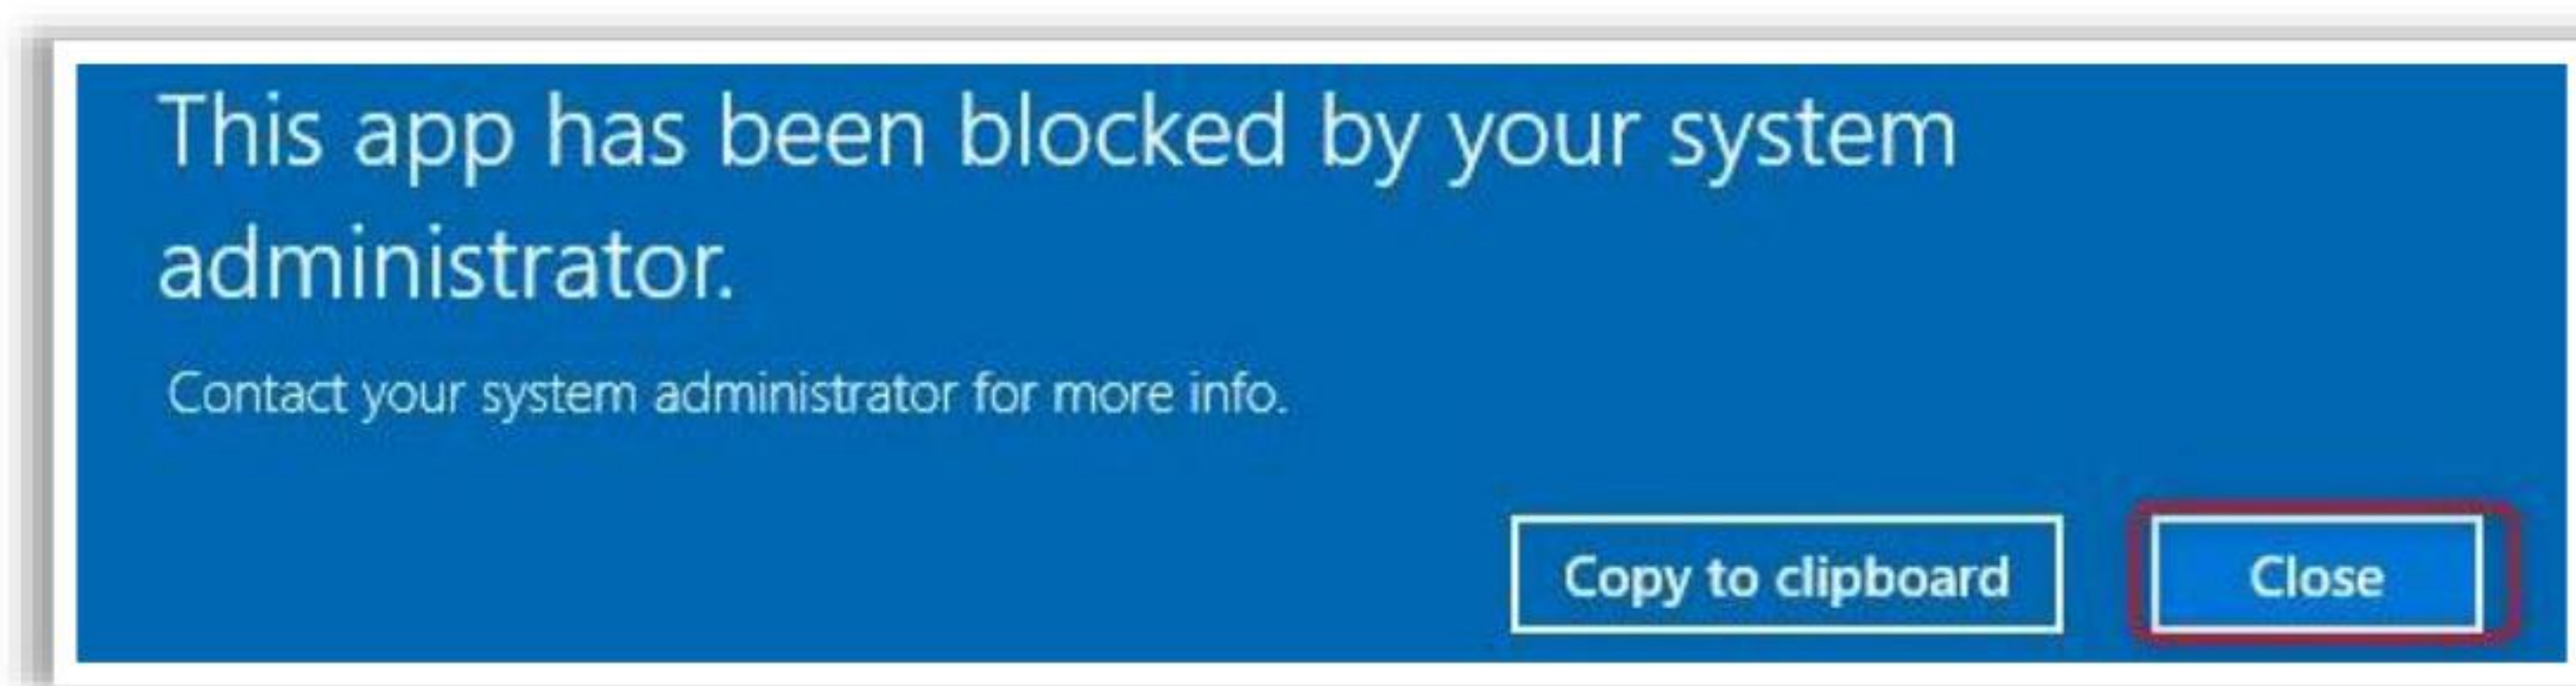 This app has been blocked by your system
administrator.
Contact your system administrator for more info.
Copy to clipboard
Close